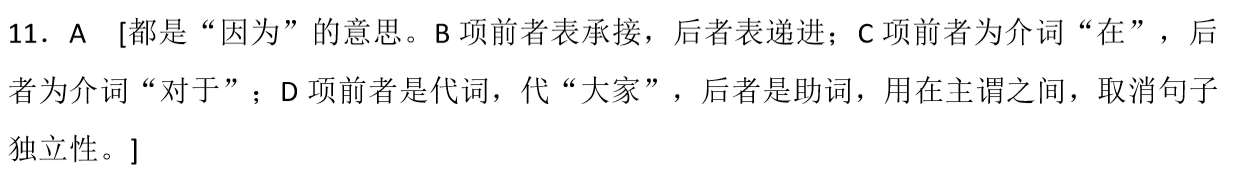 11．A [都是“因为”的意思。B 项前者表承接，后者表递进；C 项前者为介词“在”，后
者为介词“对于”；D 项前者是代词，代“大家”，后者是助词，用在主谓之间，取消句子
独立性。]